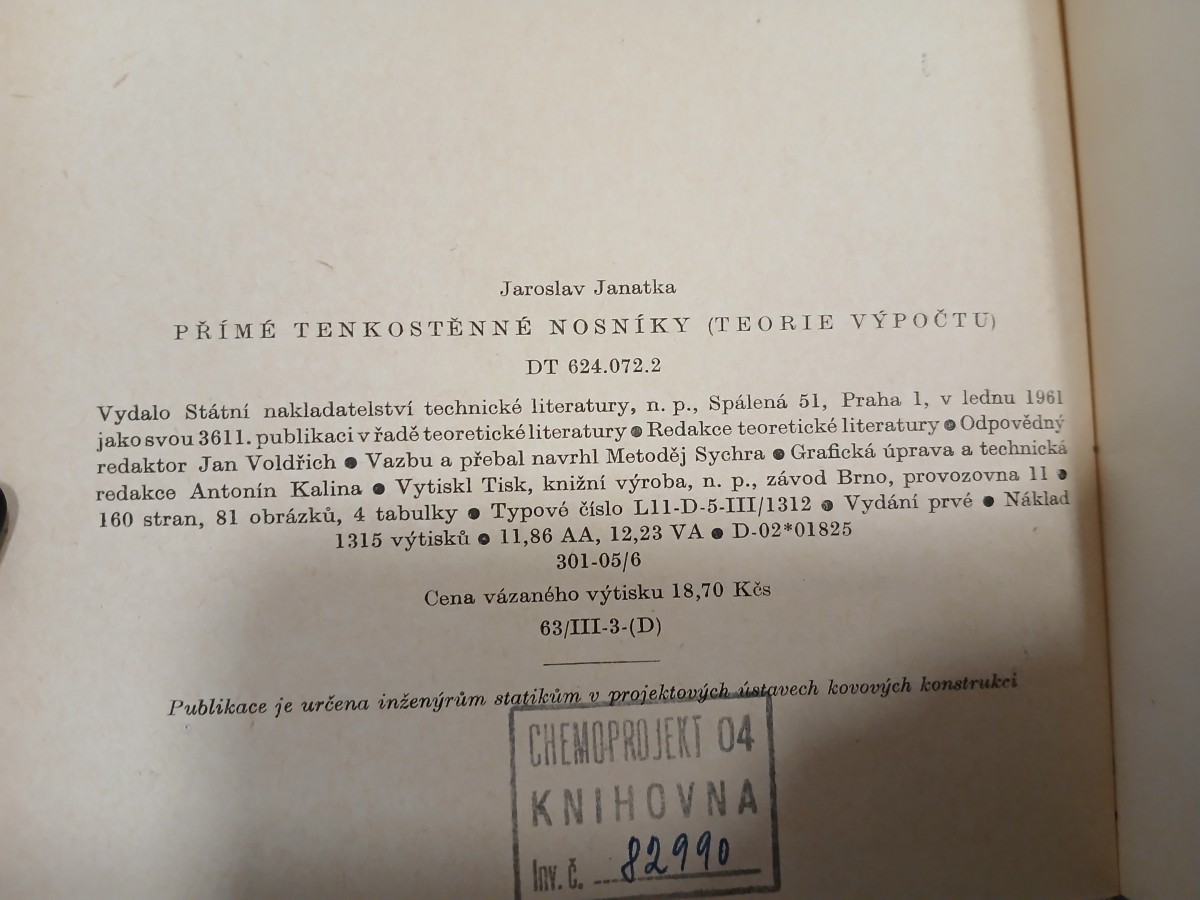 Jaroslav Janatka
PŘÍMÉ TENKOSTĚNNÉ NOSNÍKY (TEORIE VÝPOČTU)
DT 624.072.2
Vydalo Státní nakladatelství technické literatury, n. p., Spálená 51, Praha 1, v lednu 1961
jako svou 3611. publikaci v řadě teoretické literatury ● Redakce teoretické literatury ● Odpovědný
redaktor Jan Voldřich ● Vazbu a přebal navrhl Metoděj Sychra ● Grafická úprava a technická
redakce Antonín Kalina ● Vytiskl Tisk, knižní výroba, n. p., závod Brno, provozovna 11 ●
160 stran, 81 obrázků, 4 tabulky ● Typové číslo L11-D-5-III/1312 ● Vydání prvé ● Náklad
1315 výtisků ● 11,86 AA, 12,23 VA ● D-02*01825
301-05/6
Cena vázaného výtisku 18,70 Kčs
63/III-3-(D)
Publikace je určena inženýrům statikům v projektových ústavech kovových konstrukci
CHEMOPROJEKT 04
KNIHOVNA
Inv. č. 82990